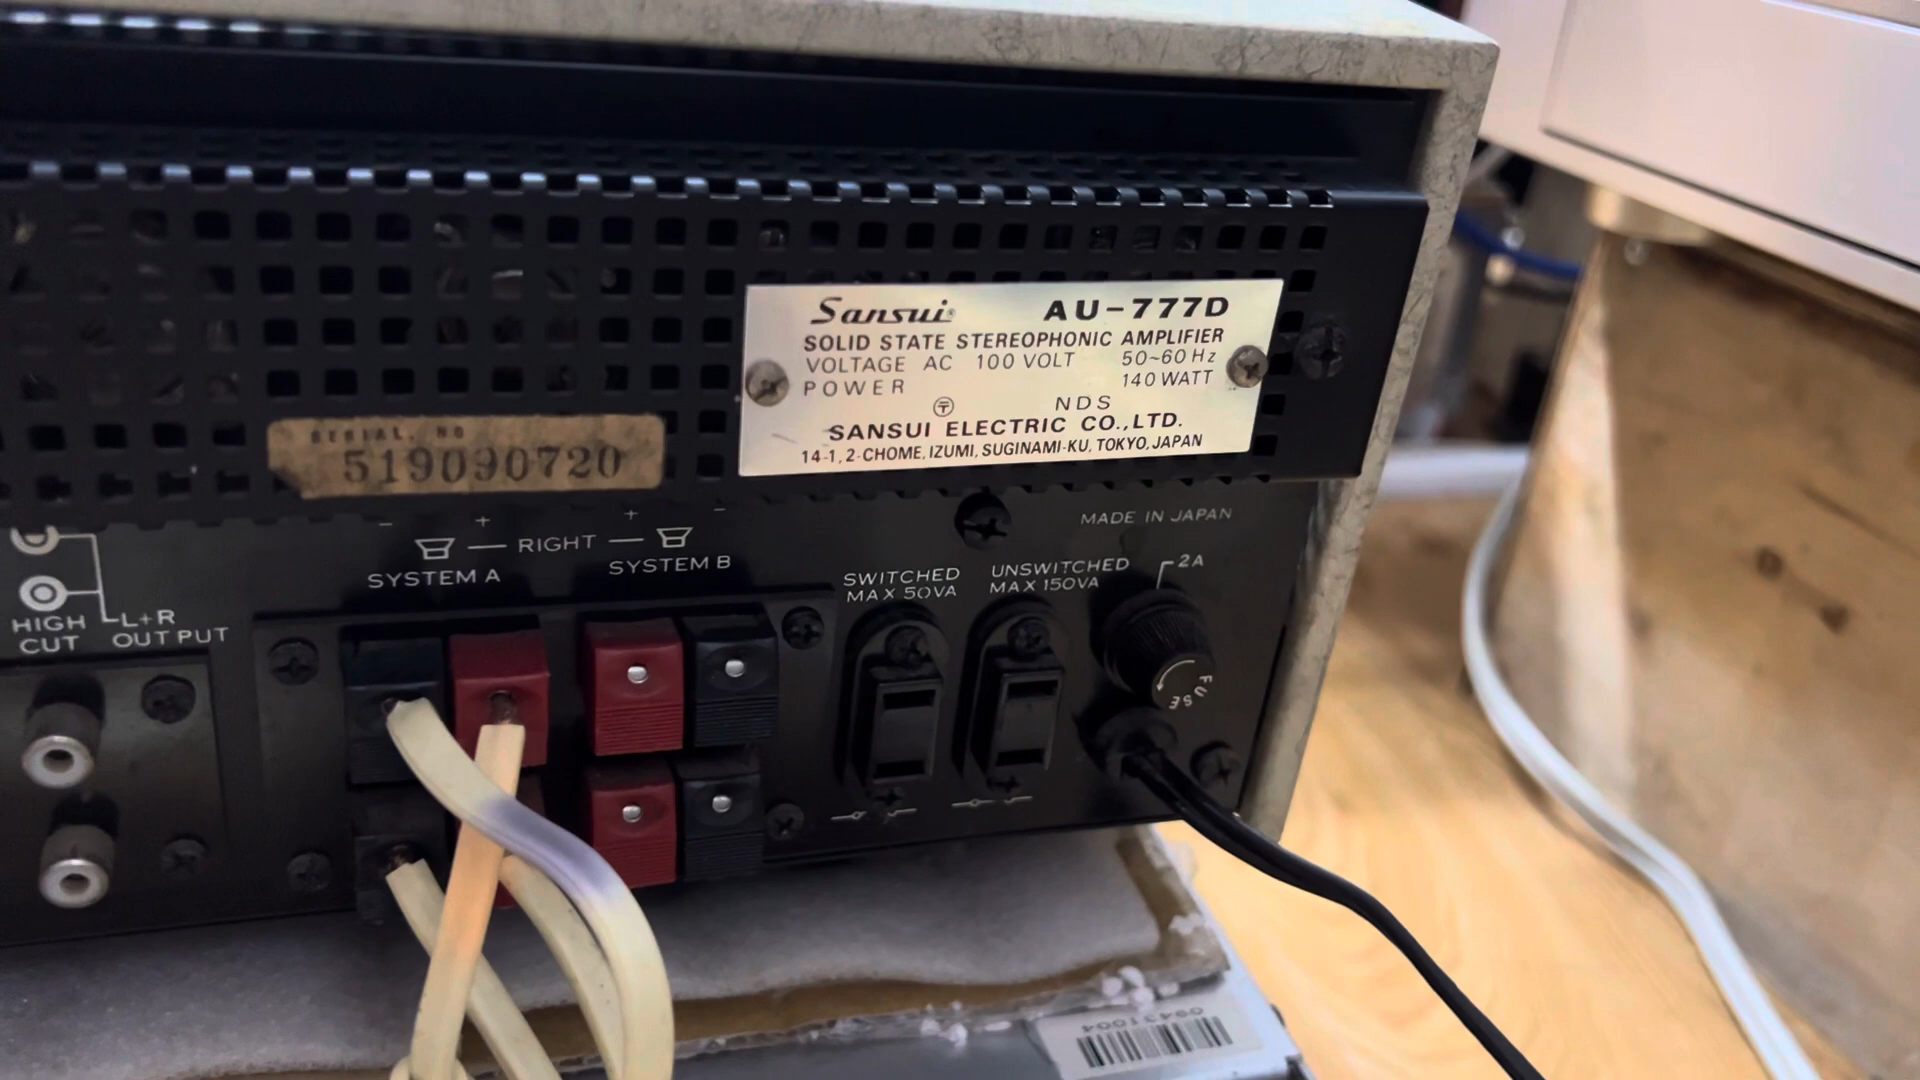 Sansui AU-777D
SOLID STATE STEREOPHONIC AMPLIFIER
VOLTAGE AC 100 VOLT 50~60 Hz
POWER 140 WATT
〒 NDS
SANSUI ELECTRIC CO.,LTD.
14-1, 2-CHOME, IZUMI, SUGINAMI-KU, TOKYO, JAPAN
SERIAL. NO
519090720
MADE IN JAPAN
− + + −
RIGHT
SYSTEM A SYSTEM B
SWITCHED
MAX 50VA
UNSWITCHED
MAX 150VA
2A
HIGH
CUT
L+R
OUTPUT
FUSE
09431004